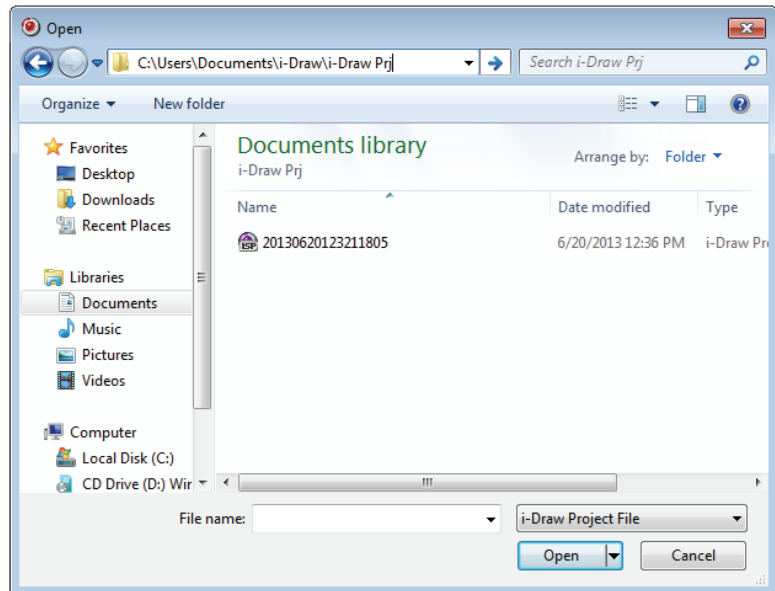 Open
C:\Users\Documents\i-Draw\i-Draw Prj
Search i-Draw Prj
Organize
New folder
Favorites
Desktop
Downloads
Recent Places
Libraries
Documents
Music
Pictures
Videos
Computer
Local Disk (C:)
CD Drive (D:) Wir
Documents library
i-Draw Prj
Arrange by: Folder
Name Date modified Type
ISP
20130620123211805 6/20/2013 12:36 PM i-Draw Pr
File name:
i-Draw Project File
Open
Cancel